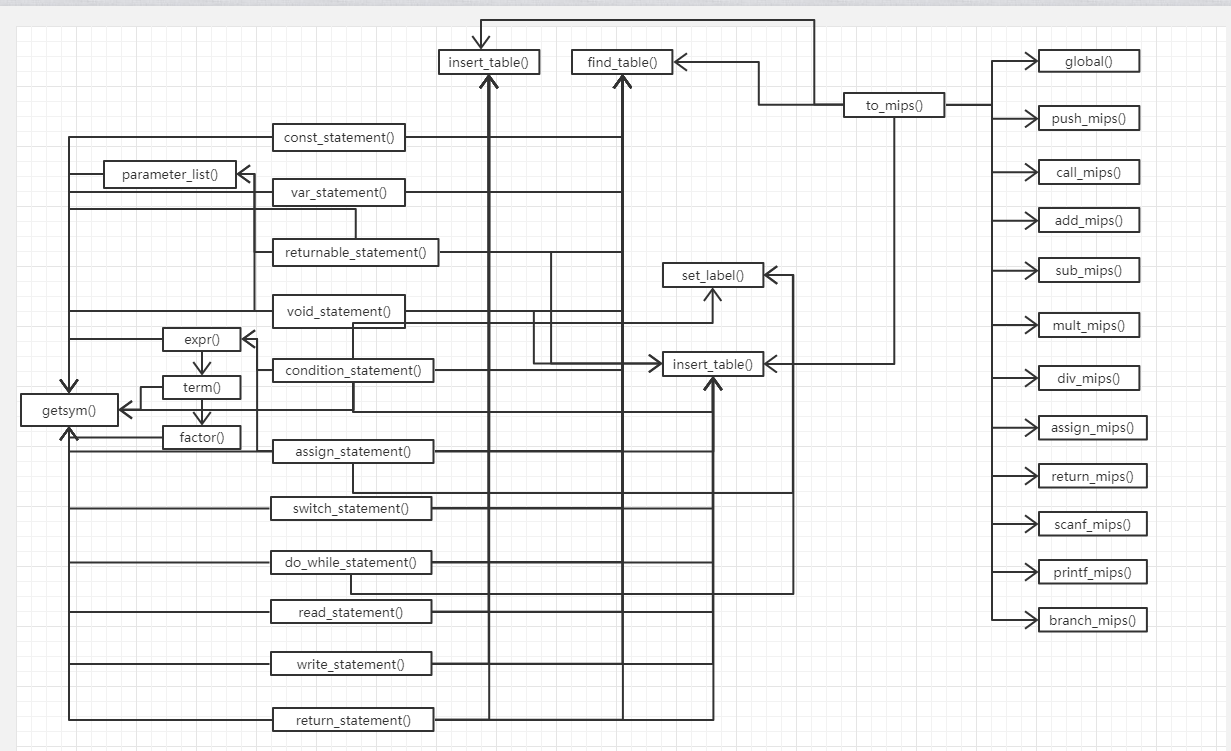 insert_table()
find_table()
global()
to_mips()
push_mips()
const_statement()
parameter_list()
call_mips()
var_statement()
add_mips()
returnable_statement()
set_label()
sub_mips()
void_statement()
mult_mips()
expr()
condition_statement()
insert_table()
div_mips()
term()
getsym()
factor()
assign_mips()
assign_statement()
return_mips()
switch_statement()
scanf_mips()
do_while_statement()
printf_mips()
read_statement()
branch_mips()
write_statement()
return_statement()